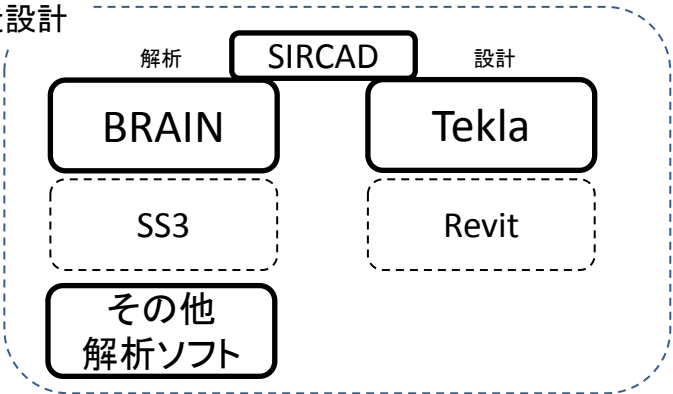 設計
解析
SIRCAD
設計
BRAIN
Tekla
SS3
Revit
その他
解析ソフト